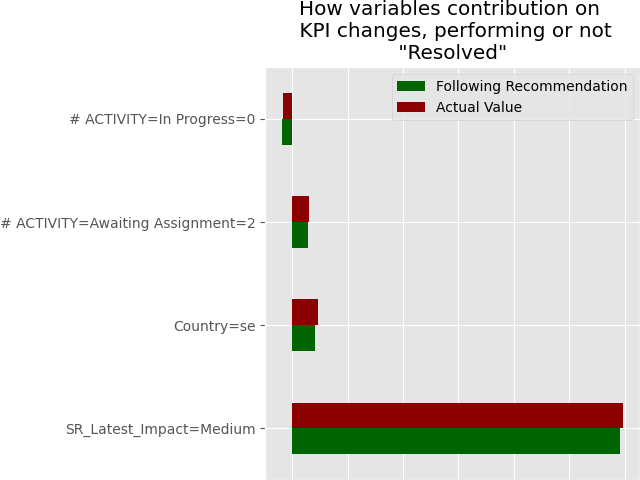 How variables contribution on
KPI changes, performing or not
"Resolved"
Following Recommendation
Actual Value
# ACTIVITY=In Progress=0
# ACTIVITY=Awaiting Assignment=2
Country=se
SR_Latest_Impact=Medium